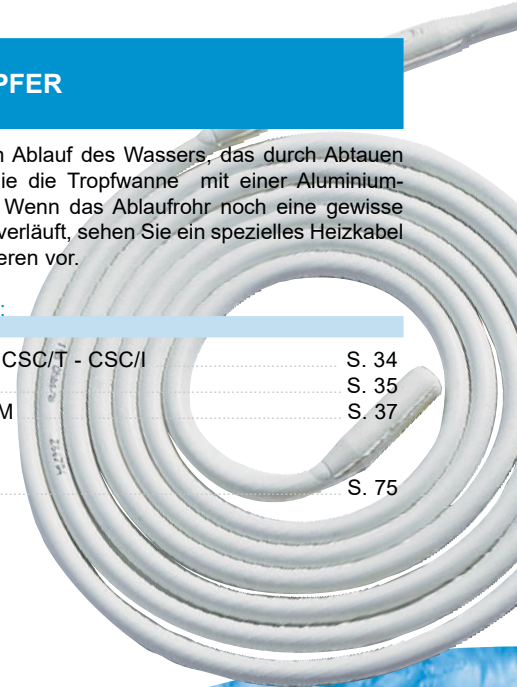 PFER
Ablauf des Wassers, das durch Abtauen
die Tropfwanne mit einer Aluminium-
Wenn das Ablaufrohr noch eine gewisse
verläuft, sehen Sie ein spezielles Heizkabel
eren vor.
:
CSC/T - CSC/I S. 34
S. 35
M S. 37
S. 75